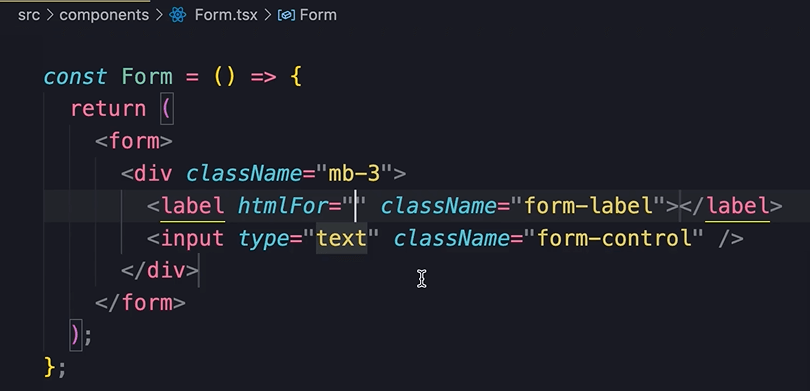 src > components > Form.tsx > Form
const Form = () => {
return (
<form>
<div className="mb-3">
<label htmlFor="" className="form-label"></label>
<input type="text" className="form-control" />
</div>
</form>
);
};